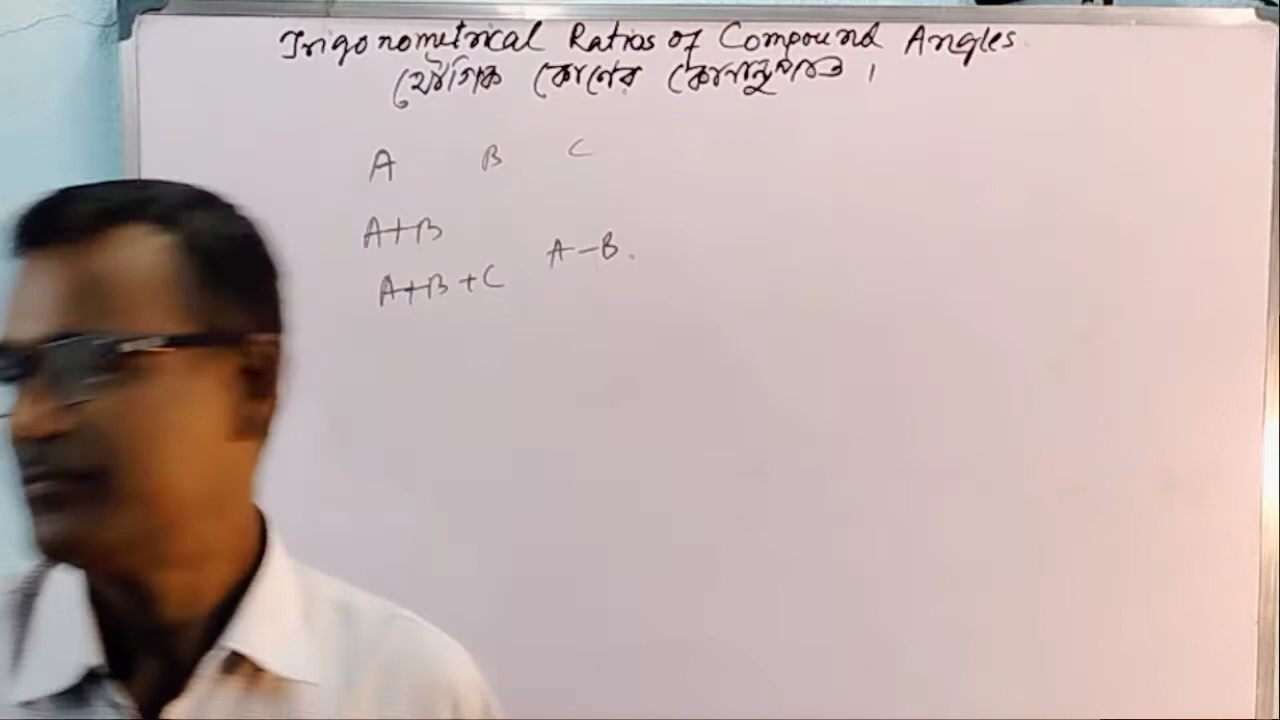 Trigonometrical Ratios of Compound Angles
যৌগিক কোণের কোণানুপাত ।
A B C
A+B
A-B.
A+B+C